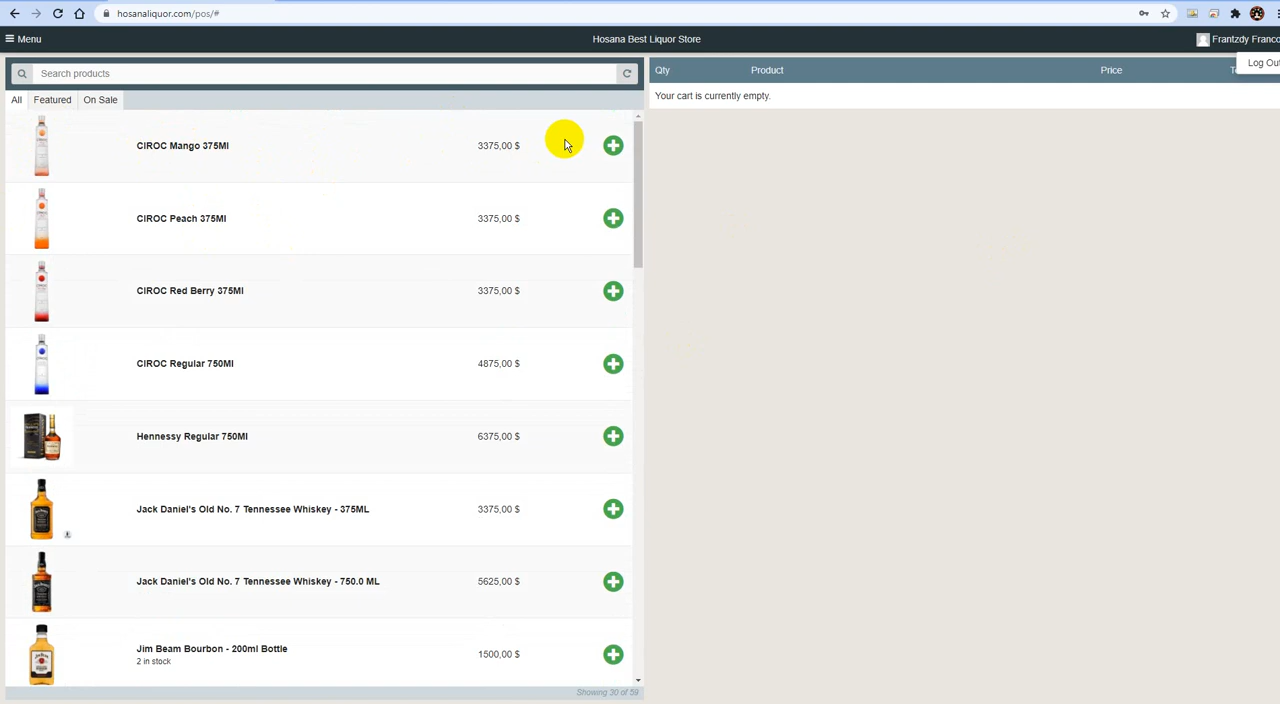 hosanaliquor.com/pos/#
Menu
Hosana Best Liquor Store
Frantzdy Franco
Log Ou
Search products
Qty Product Price
All Featured On Sale
Your cart is currently empty.
CIROC Mango 375Ml 3375,00 $
CIROC Peach 375Ml 3375,00 $
CIROC Red Berry 375Ml 3375,00 $
CIROC Regular 750Ml 4875,00 $
Hennessy Regular 750Ml 6375,00 $
Jack Daniel's Old No. 7 Tennessee Whiskey - 375ML 3375,00 $
Jack Daniel's Old No. 7 Tennessee Whiskey - 750.0 ML 5625,00 $
Jim Beam Bourbon - 200ml Bottle 1500,00 $
2 in stock
Showing 30 of 59